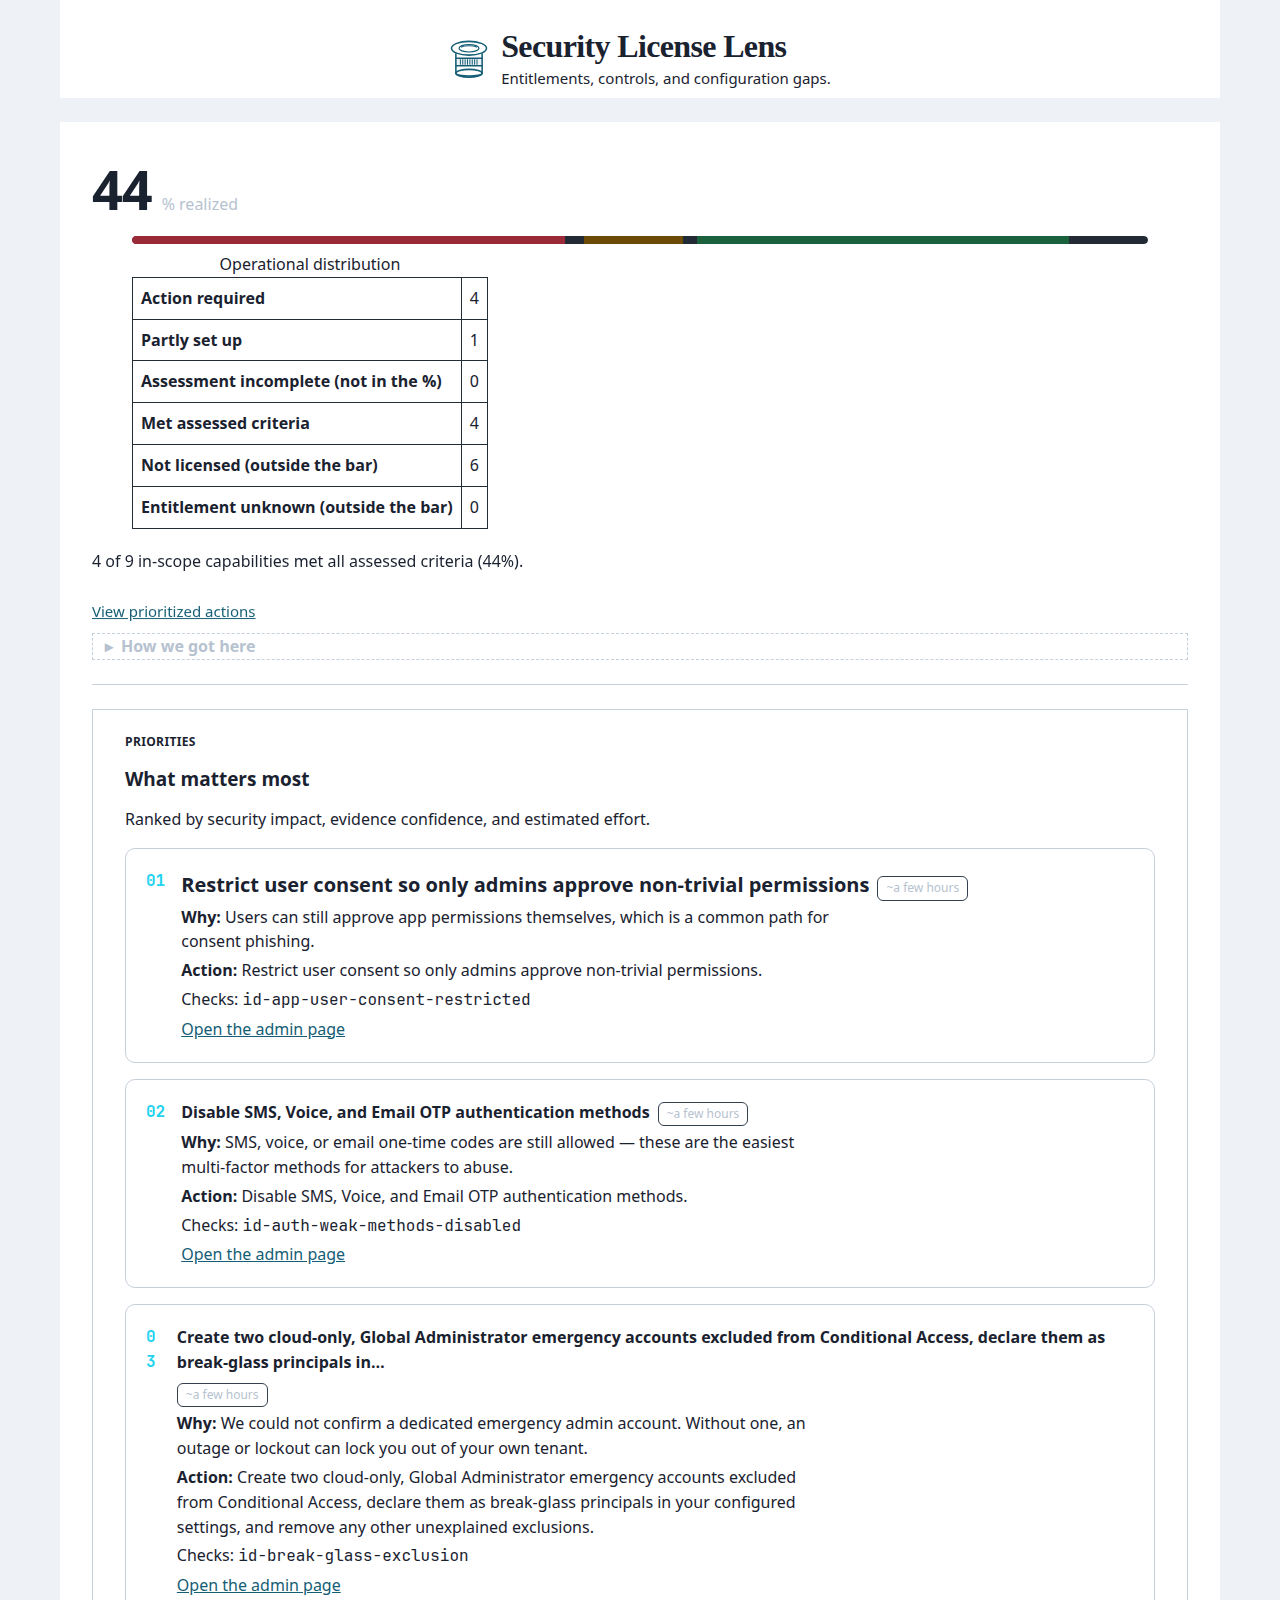 Security License Lens
Entitlements, controls, and configuration gaps.
44 % realized
Operational distribution
Action required 4
Partly set up 1
Assessment incomplete (not in the %) 0
Met assessed criteria 4
Not licensed (outside the bar) 6
Entitlement unknown (outside the bar) 0
4 of 9 in-scope capabilities met all assessed criteria (44%).
View prioritized actions
► How we got here
PRIORITIES
What matters most
Ranked by security impact, evidence confidence, and estimated effort.
01 Restrict user consent so only admins approve non-trivial permissions ~a few hours
Why: Users can still approve app permissions themselves, which is a common path for
consent phishing.
Action: Restrict user consent so only admins approve non-trivial permissions.
Checks: id-app-user-consent-restricted
Open the admin page
02 Disable SMS, Voice, and Email OTP authentication methods ~a few hours
Why: SMS, voice, or email one-time codes are still allowed — these are the easiest
multi-factor methods for attackers to abuse.
Action: Disable SMS, Voice, and Email OTP authentication methods.
Checks: id-auth-weak-methods-disabled
Open the admin page
03 Create two cloud-only, Global Administrator emergency accounts excluded from Conditional Access, declare them as
break-glass principals in...
~a few hours
Why: We could not confirm a dedicated emergency admin account. Without one, an
outage or lockout can lock you out of your own tenant.
Action: Create two cloud-only, Global Administrator emergency accounts excluded
from Conditional Access, declare them as break-glass principals in your configured
settings, and remove any other unexplained exclusions.
Checks: id-break-glass-exclusion
Open the admin page